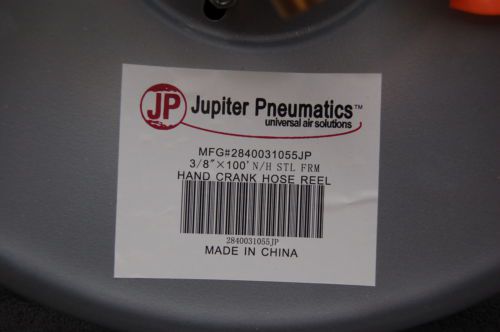 JP Jupiter Pneumatics™
universal air solutions
MFG#2840031055JP
3/8"×100' N/H STL FRM
HAND CRANK HOSE REEL
2840031055JP
MADE IN CHINA